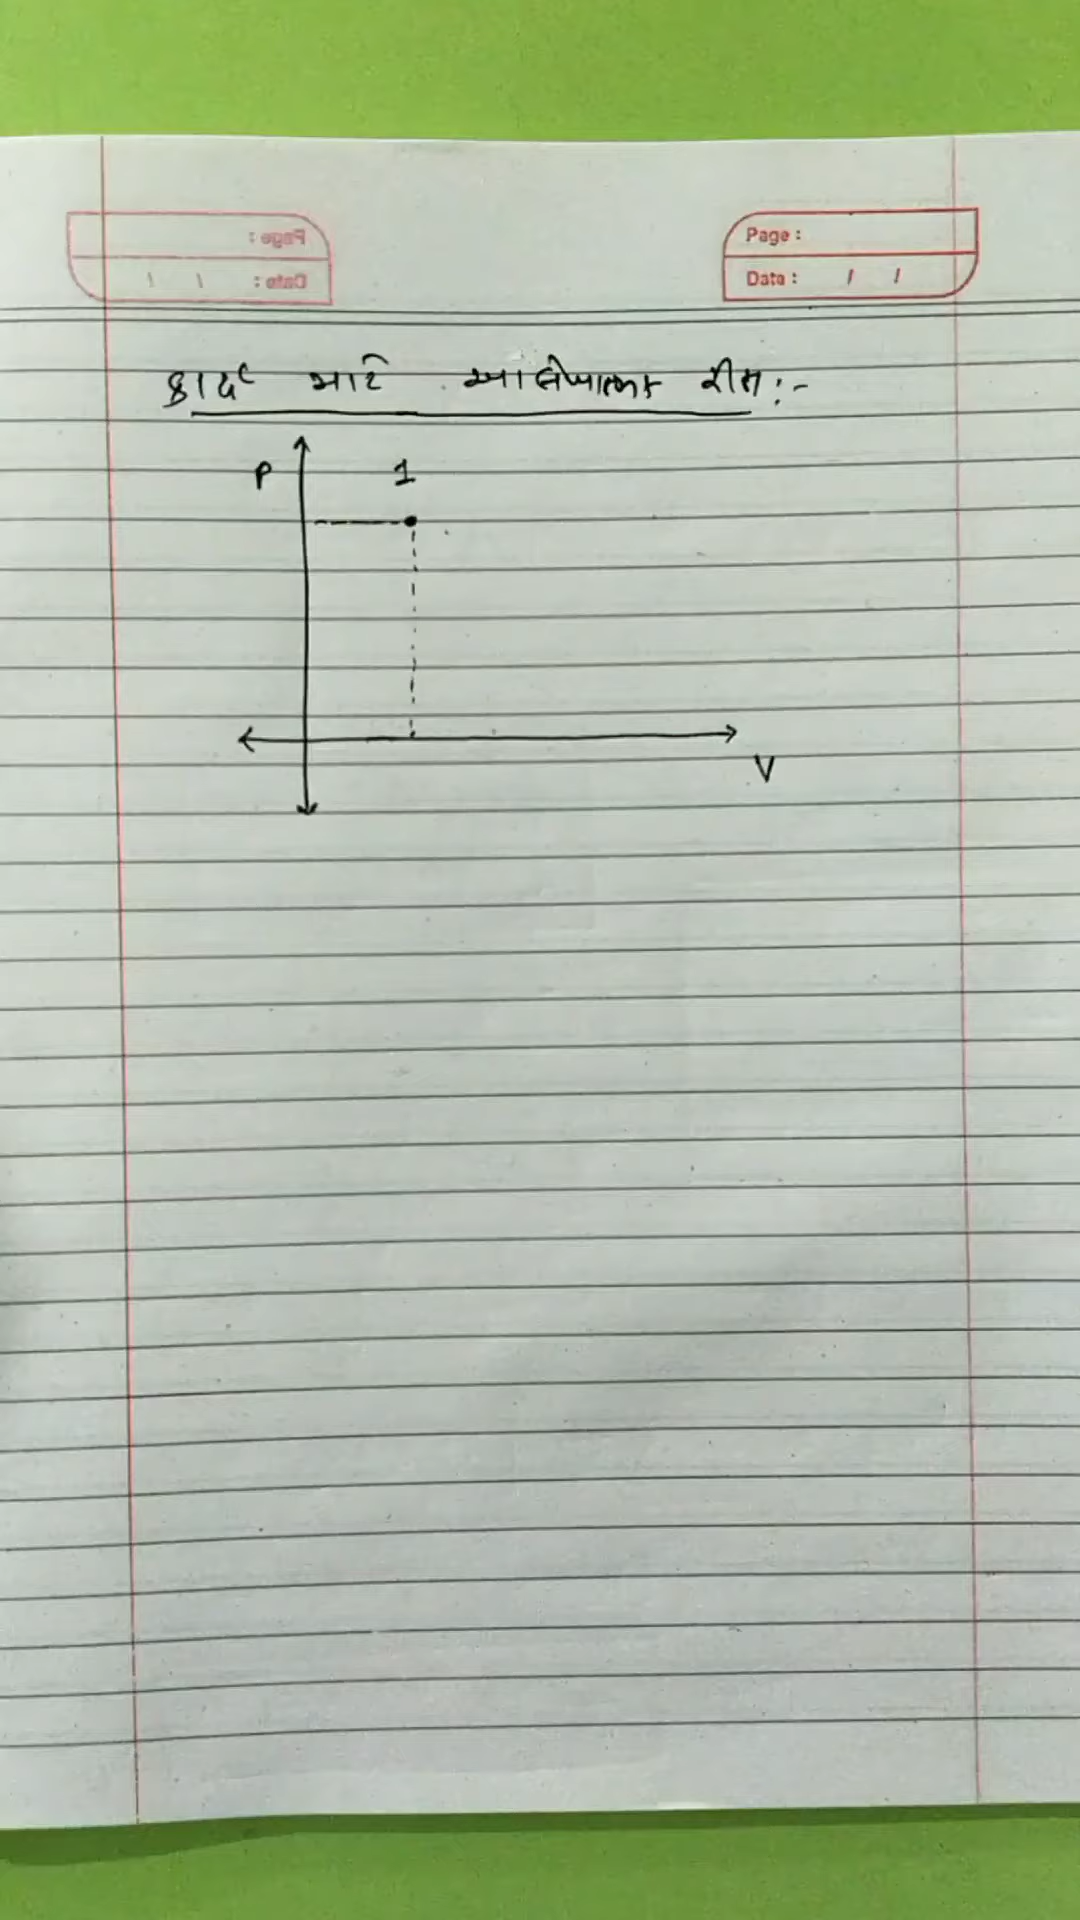 Page :
Date : / /
કાર્ય માટે આલેખાત્મક રીત :-
P
1
V